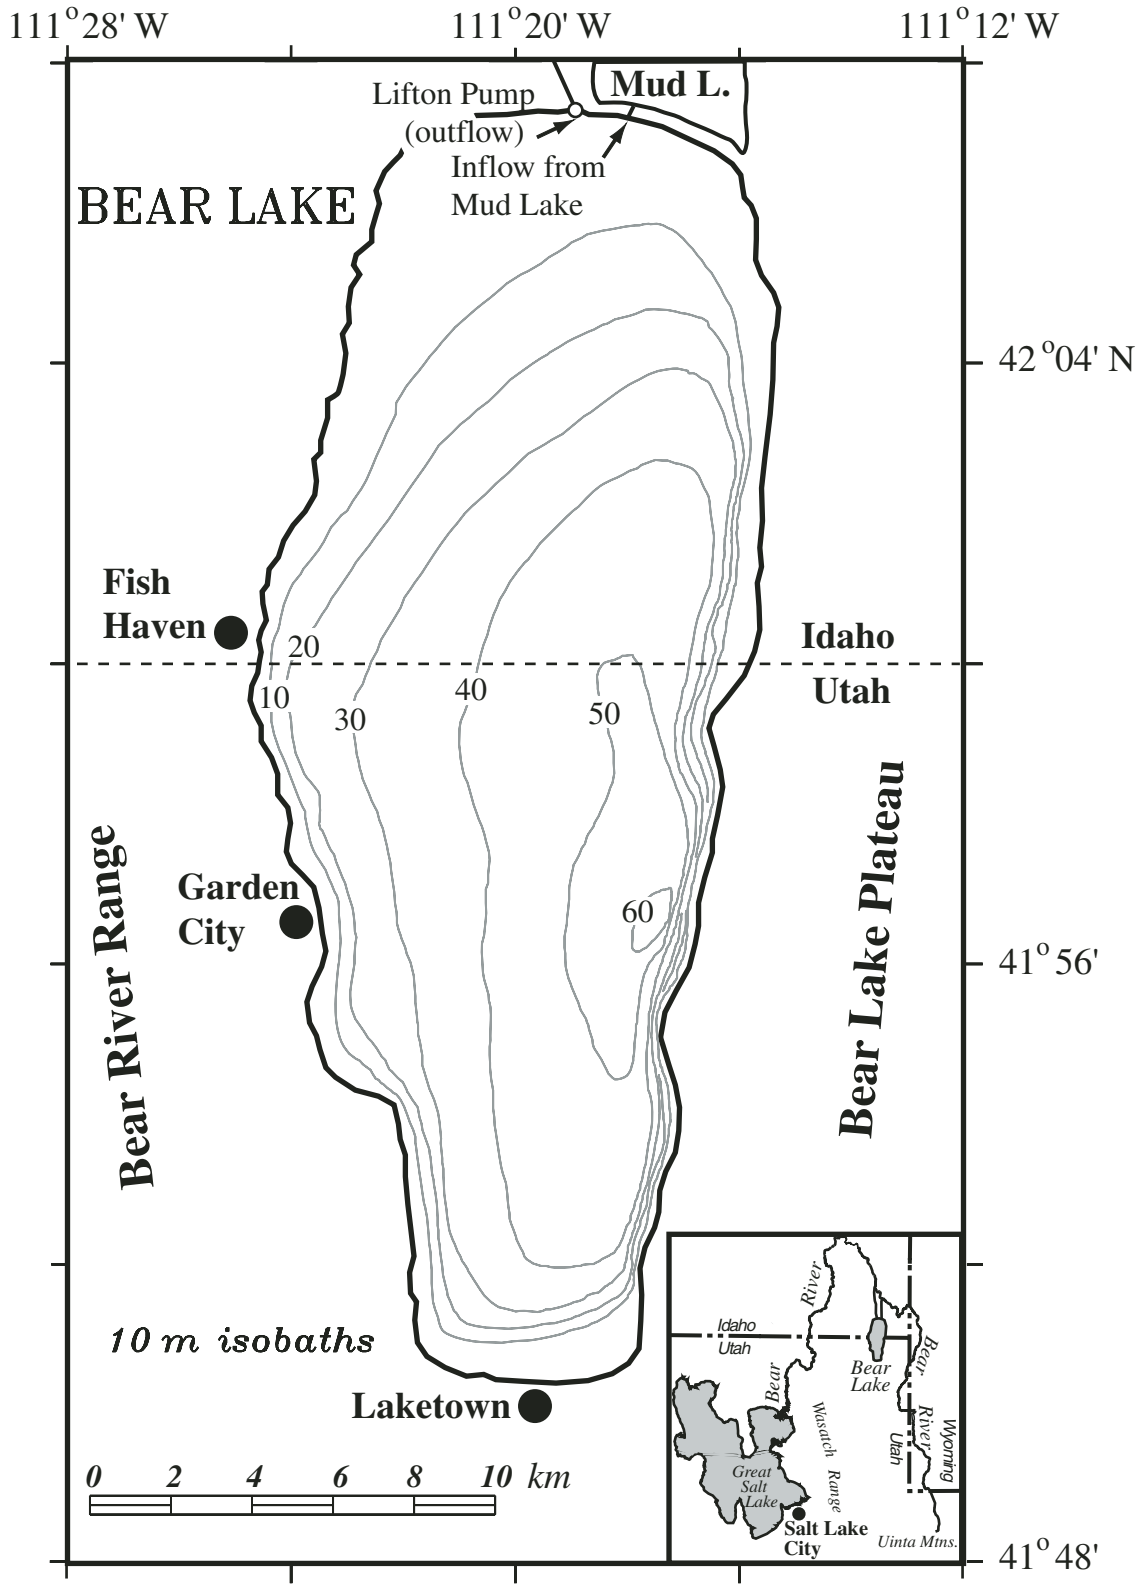 111°28' W
111°20' W
111°12' W
Lifton Pump
(outflow)
Mud L.
Inflow from
Mud Lake
BEAR LAKE
42°04' N
Fish
Haven
20
10
30
40
50
60
Idaho
Utah
Garden
City
Bear River Range
Bear Lake Plateau
41°56'
10 m isobaths
Laketown
0 2 4 6 8 10 km
41°48'
River
Idaho
Utah
Bear
Lake
Bear
River
Bear
Wasatch Range
Utah
Wyoming
Great
Salt
Lake
Salt Lake
City
Uinta Mtns.